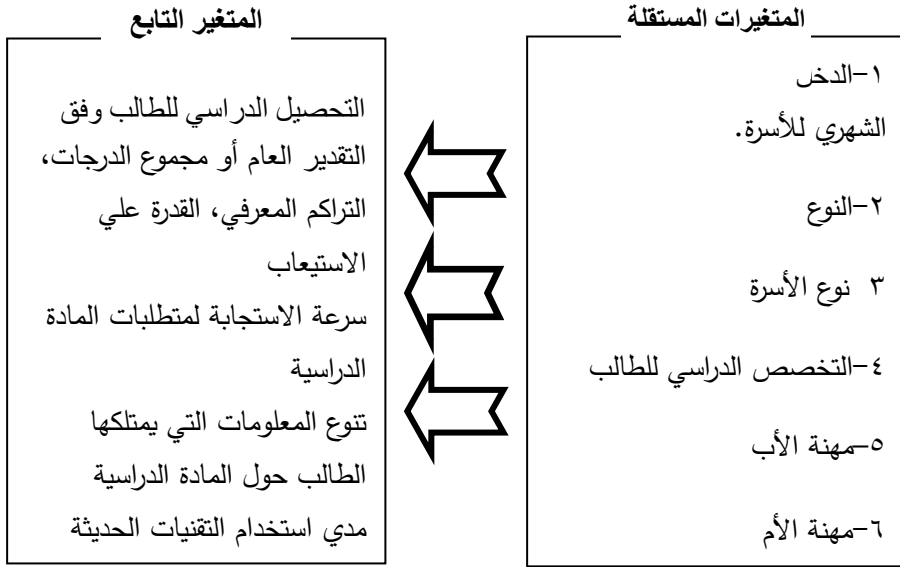 المتغيرات المستقلة
١-الدخل
الشهري للأسرة.
٢-النوع
٣ نوع الأسرة
٤-التخصص الدراسي للطالب
٥-مهنة الأب
٦-مهنة الأم
المتغير التابع
التحصيل الدراسي للطالب وفق
التقدير العام أو مجموع الدرجات،
التراكم المعرفي، القدرة علي
الاستيعاب
سرعة الاستجابة لمتطلبات المادة
الدراسية
تنوع المعلومات التي يمتلكها
الطالب حول المادة الدراسية
مدي استخدام التقنيات الحديثة